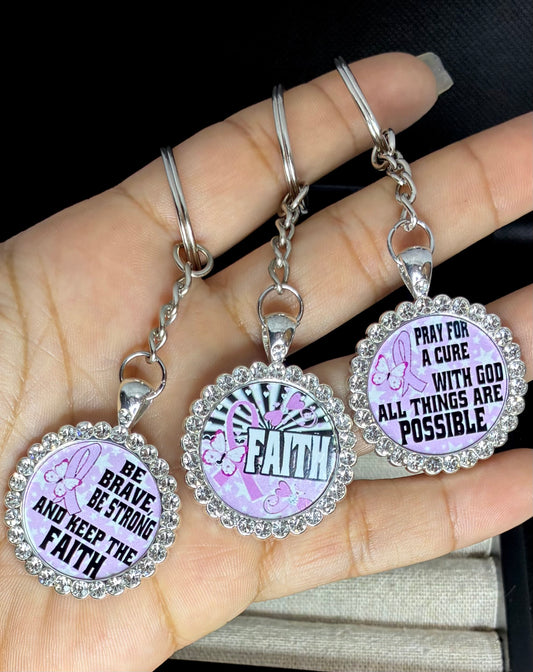 BE
BRAVE,
BE STRONG
AND KEEP THE
FAITH
FAITH
PRAY FOR
A CURE
WITH GOD
ALL THINGS ARE
POSSIBLE